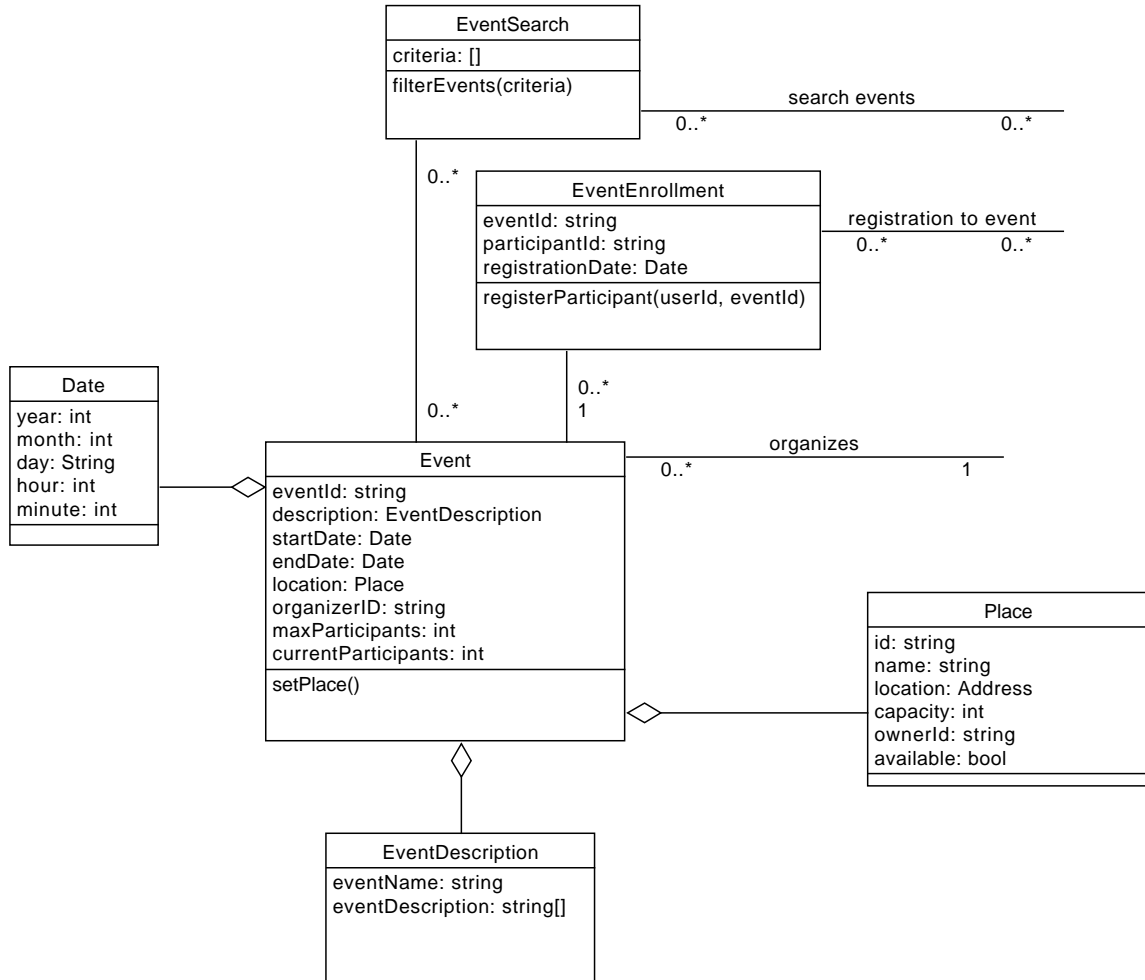 EventSearch
criteria: []
filterEvents(criteria)
search events
0..*
0..*
0..*
EventEnrollment
eventId: string
participantId: string
registrationDate: Date
registerParticipant(userId, eventId)
registration to event
0..*
0..*
Date
year: int
month: int
day: String
hour: int
minute: int
0..*
0..*
1
Event
eventId: string
description: EventDescription
startDate: Date
endDate: Date
location: Place
organizerID: string
maxParticipants: int
currentParticipants: int
setPlace()
organizes
0..*
1
Place
id: string
name: string
location: Address
capacity: int
ownerId: string
available: bool
EventDescription
eventName: string
eventDescription: string[]